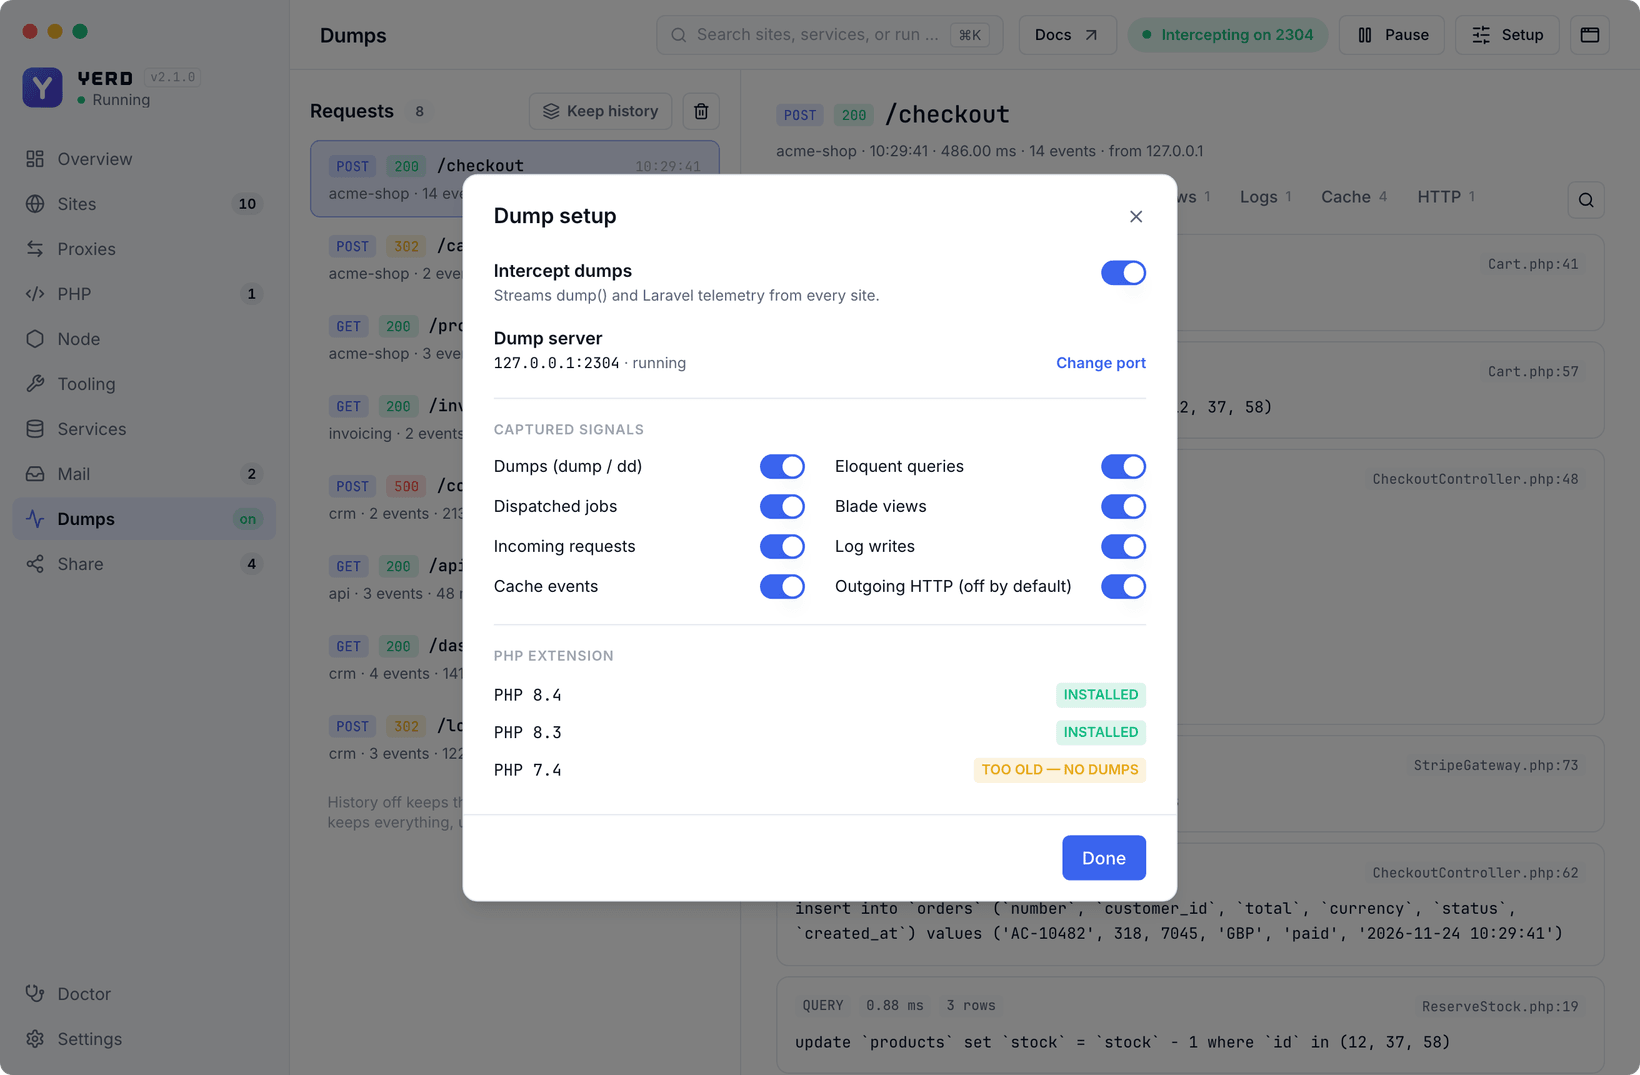 Dumps
Search sites, services, or run ... ⌘K
Docs
Intercepting on 2304
Pause
Setup
YERD v2.1.0
Running
Overview
Sites 10
Proxies
PHP 1
Node
Tooling
Services
Mail 2
Dumps on
Share 4
Doctor
Settings
Requests 8
Keep history
POST 200 /checkout 10:29:41
acme-shop · 14
POST 302
acme-shop · 2
GET 200
acme-shop · 3
GET 200
invoicing · 2 events
POST 500
crm · 2 events
GET 200 /api
api · 3 events · 48
GET 200
crm · 4 events
POST 302
crm · 3 events
History off keeps
keeps everything,
POST 200 /checkout
acme-shop · 10:29:41 · 486.00 ms · 14 events · from 127.0.0.1
1 Logs 1 Cache 4 HTTP 1
Cart.php:41
Cart.php:57
37, 58)
CheckoutController.php:48
StripeGateway.php:73
CheckoutController.php:62
insert into `orders` (`number`, `customer_id`, `total`, `currency`, `status`,
`created_at`) values ('AC-10482', 318, 7045, 'GBP', 'paid', '2026-11-24 10:29:41')
QUERY 0.88 ms 3 rows ReserveStock.php:19
update `products` set `stock` = `stock` - 1 where `id` in (12, 37, 58)
Dump setup
Intercept dumps
Streams dump() and Laravel telemetry from every site.
Dump server
127.0.0.1:2304 · running Change port
CAPTURED SIGNALS
Dumps (dump / dd) Eloquent queries
Dispatched jobs Blade views
Incoming requests Log writes
Cache events Outgoing HTTP (off by default)
PHP EXTENSION
PHP 8.4 INSTALLED
PHP 8.3 INSTALLED
PHP 7.4 TOO OLD — NO DUMPS
Done